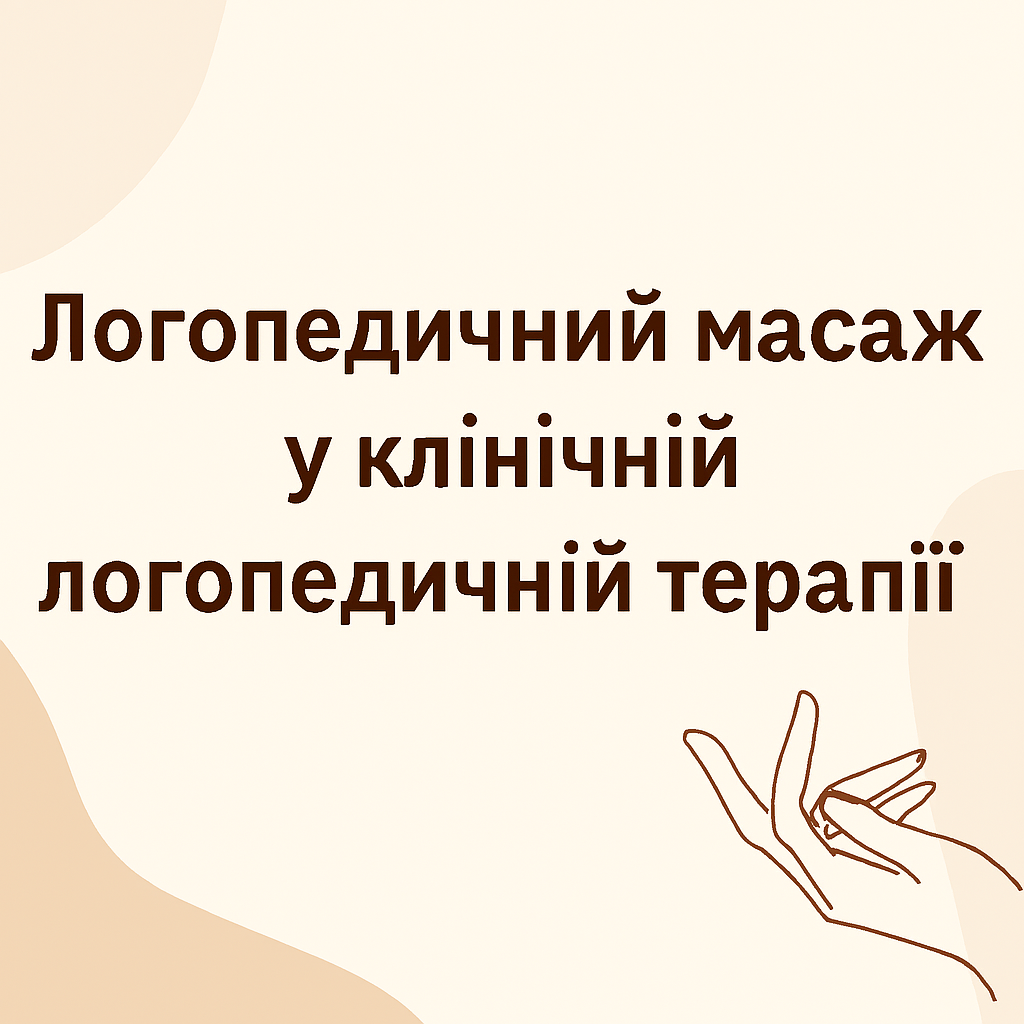 Логопедичний масаж
у клінічній
логопедичній терапії